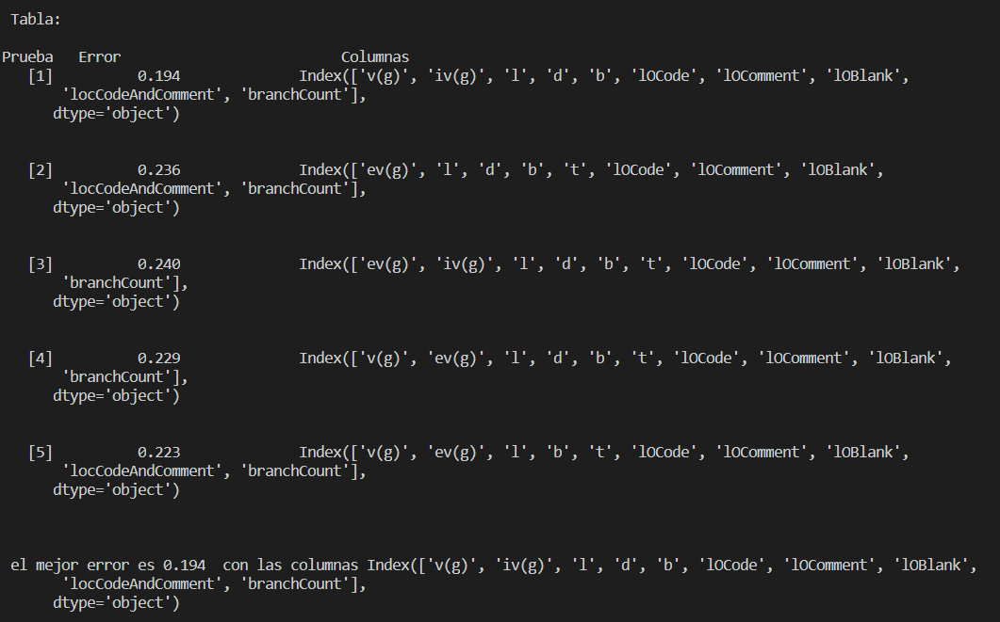 Tabla:
Prueba Error Columnas
[1] 0.194 Index(['v(g)', 'iv(g)', 'l', 'd', 'b', 'lOCode', 'lOComment', 'lOBlank',
'locCodeAndComment', 'branchCount'],
dtype='object')
[2] 0.236 Index(['ev(g)', 'l', 'd', 'b', 't', 'lOCode', 'lOComment', 'lOBlank',
'locCodeAndComment', 'branchCount'],
dtype='object')
[3] 0.240 Index(['ev(g)', 'iv(g)', 'l', 'd', 'b', 't', 'lOCode', 'lOComment', 'lOBlank',
'branchCount'],
dtype='object')
[4] 0.229 Index(['v(g)', 'ev(g)', 'l', 'd', 'b', 't', 'lOCode', 'lOComment', 'lOBlank',
'branchCount'],
dtype='object')
[5] 0.223 Index(['v(g)', 'ev(g)', 'l', 'b', 't', 'lOCode', 'lOComment', 'lOBlank',
'locCodeAndComment', 'branchCount'],
dtype='object')
el mejor error es 0.194 con las columnas Index(['v(g)', 'iv(g)', 'l', 'd', 'b', 'lOCode', 'lOComment', 'lOBlank',
'locCodeAndComment', 'branchCount'],
dtype='object')